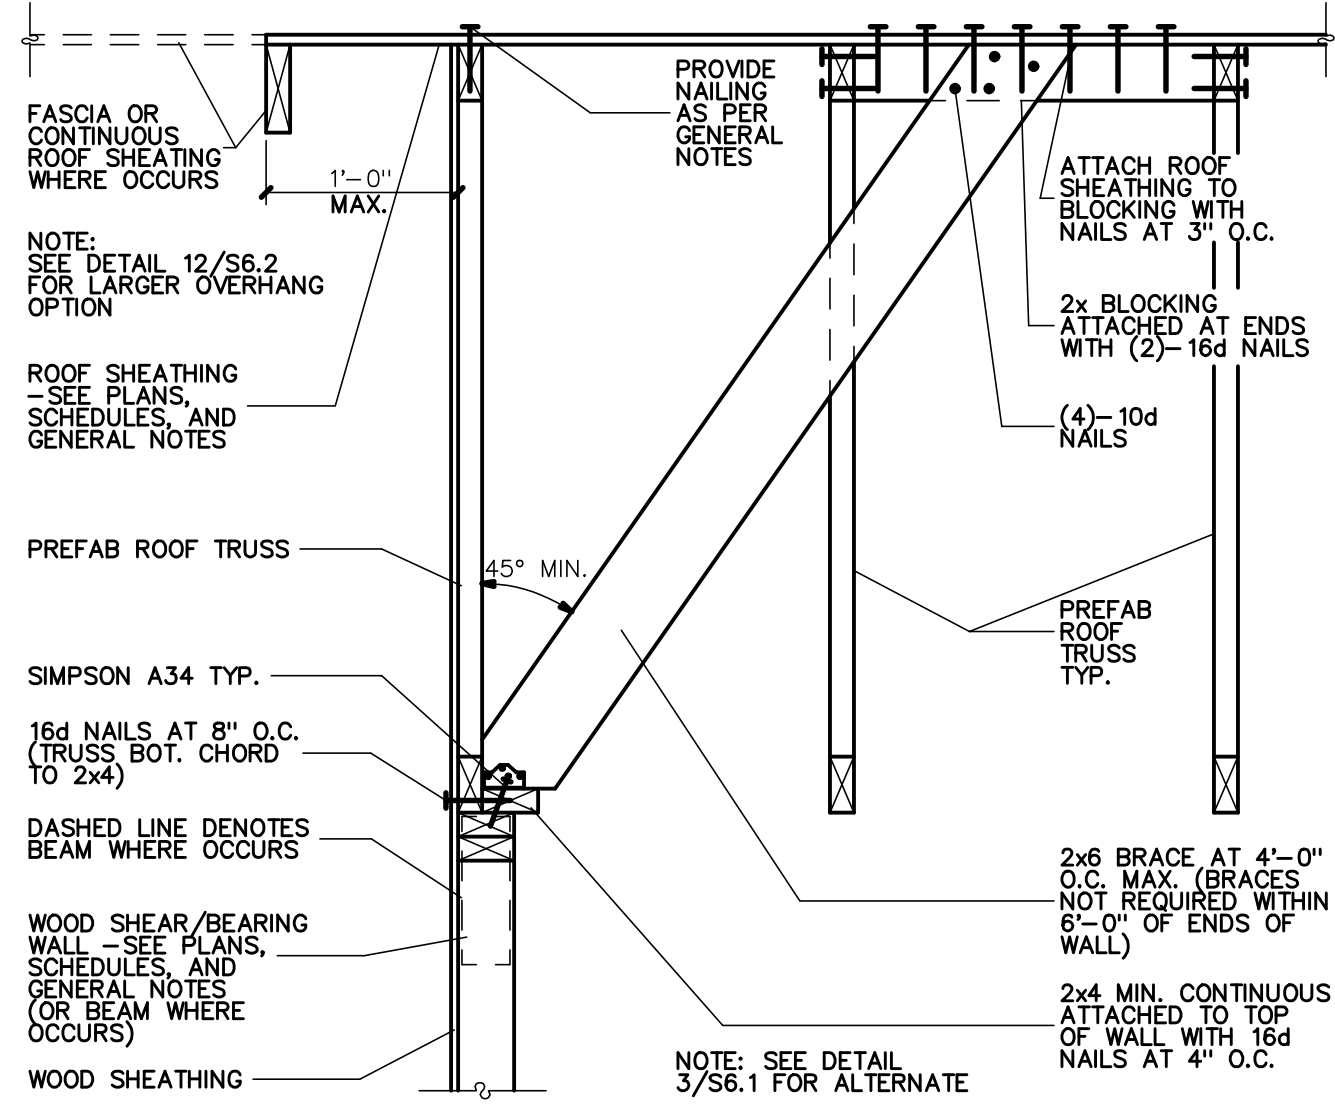 FASCIA OR
CONTINUOUS
ROOF SHEATING
WHERE OCCURS
1'-0"
MAX.
NOTE:
SEE DETAIL 12/S6.2
FOR LARGER OVERHANG
OPTION
ROOF SHEATHING
-SEE PLANS,
SCHEDULES, AND
GENERAL NOTES
PREFAB ROOF TRUSS
SIMPSON A34 TYP.
16d NAILS AT 8" O.C.
(TRUSS BOT. CHORD
TO 2x4)
DASHED LINE DENOTES
BEAM WHERE OCCURS
WOOD SHEAR/BEARING
WALL -SEE PLANS,
SCHEDULES, AND
GENERAL NOTES
(OR BEAM WHERE
OCCURS)
WOOD SHEATHING
PROVIDE
NAILING
AS PER
GENERAL
NOTES
45° MIN.
ATTACH ROOF
SHEATHING TO
BLOCKING WITH
NAILS AT 3" O.C.
2x BLOCKING
ATTACHED AT ENDS
WITH (2)-16d NAILS
(4)-10d
NAILS
PREFAB
ROOF
TRUSS
TYP.
2x6 BRACE AT 4'-0"
O.C. MAX. (BRACES
NOT REQUIRED WITHIN
6'-0" OF ENDS OF
WALL)
2x4 MIN. CONTINUOUS
ATTACHED TO TOP
OF WALL WITH 16d
NAILS AT 4" O.C.
NOTE: SEE DETAIL
3/S6.1 FOR ALTERNATE